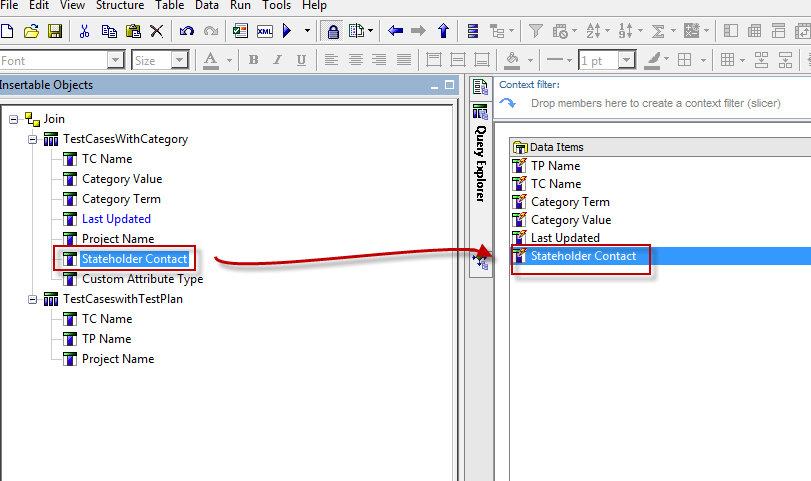 File Edit View Structure Table Data Run Tools Help
XML
Font Size 1 pt
Insertable Objects
Join
TestCasesWithCategory
TC Name
Category Value
Category Term
Last Updated
Project Name
Stateholder Contact
Custom Attribute Type
TestCaseswithTestPlan
TC Name
TP Name
Project Name
Query Explorer
Context filter:
Drop members here to create a context filter (slicer)
Data Items
TP Name
TC Name
Category Term
Category Value
Last Updated
Stateholder Contact